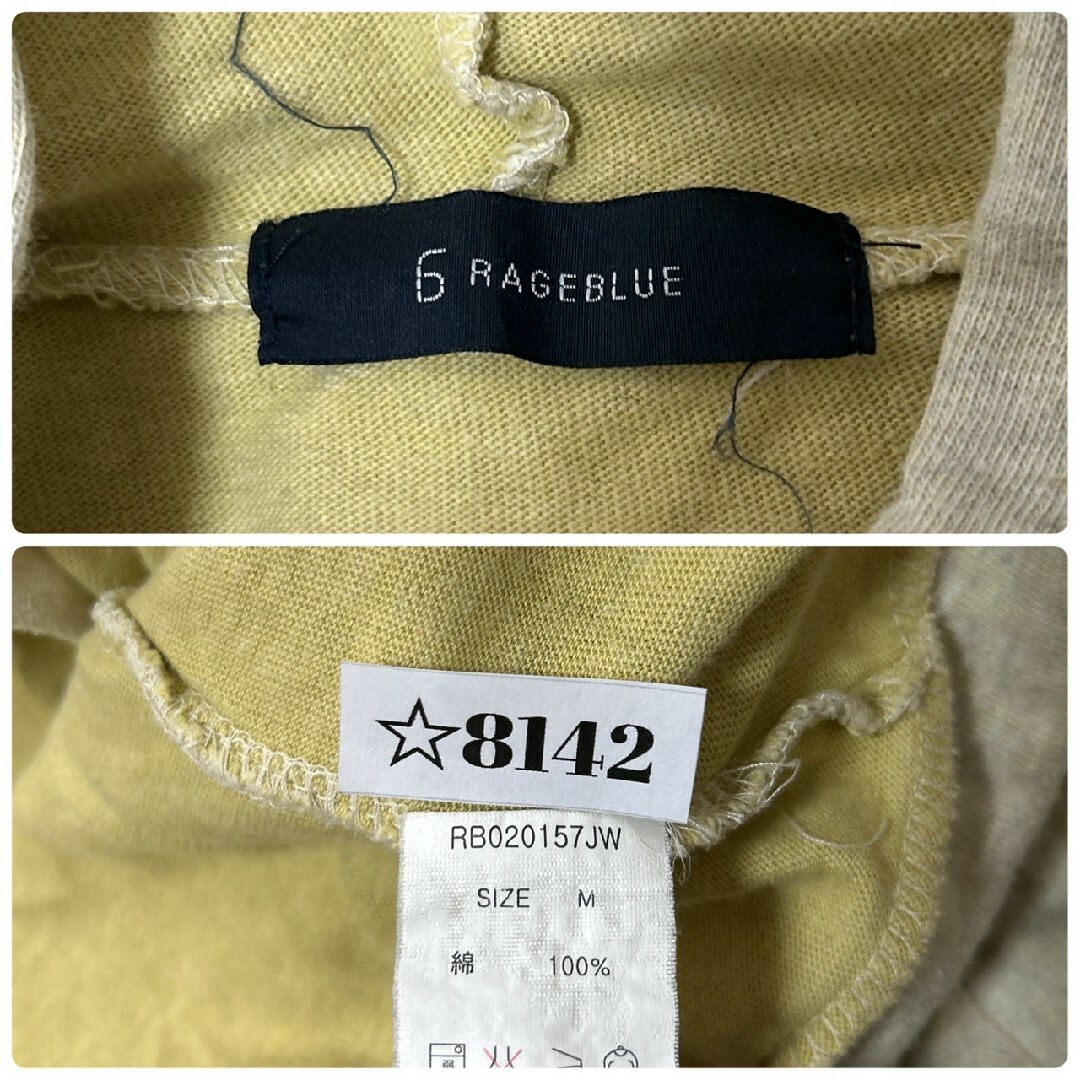 6 RAGEBLUE
☆8142
RB020157JW
SIZE M
綿 100%